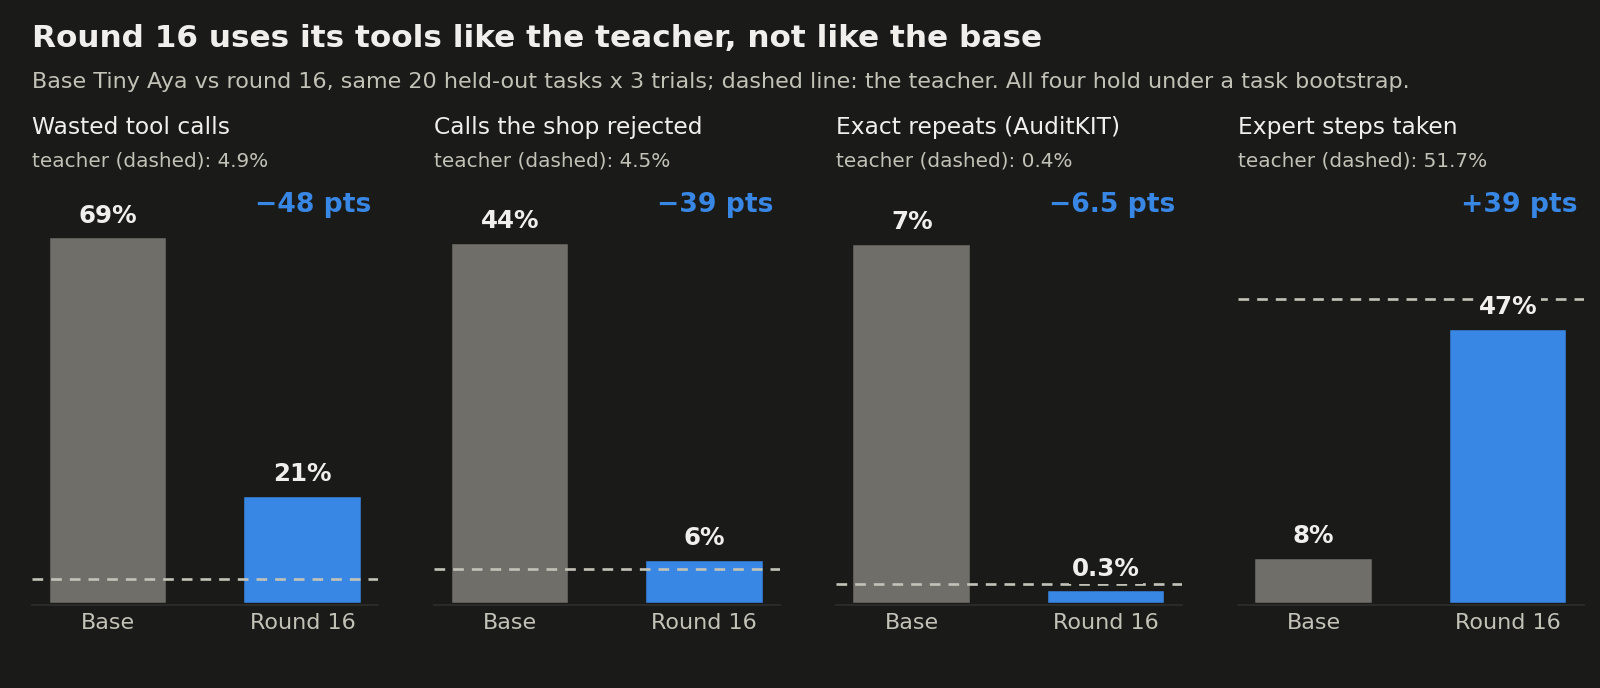 Round 16 uses its tools like the teacher, not like the base
Base Tiny Aya vs round 16, same 20 held-out tasks x 3 trials; dashed line: the teacher. All four hold under a task bootstrap.
Wasted tool calls
teacher (dashed): 4.9%
−48 pts
69%
21%
Base
Round 16
Calls the shop rejected
teacher (dashed): 4.5%
−39 pts
44%
6%
Base
Round 16
Exact repeats (AuditKIT)
teacher (dashed): 0.4%
−6.5 pts
7%
0.3%
Base
Round 16
Expert steps taken
teacher (dashed): 51.7%
+39 pts
8%
47%
Base
Round 16